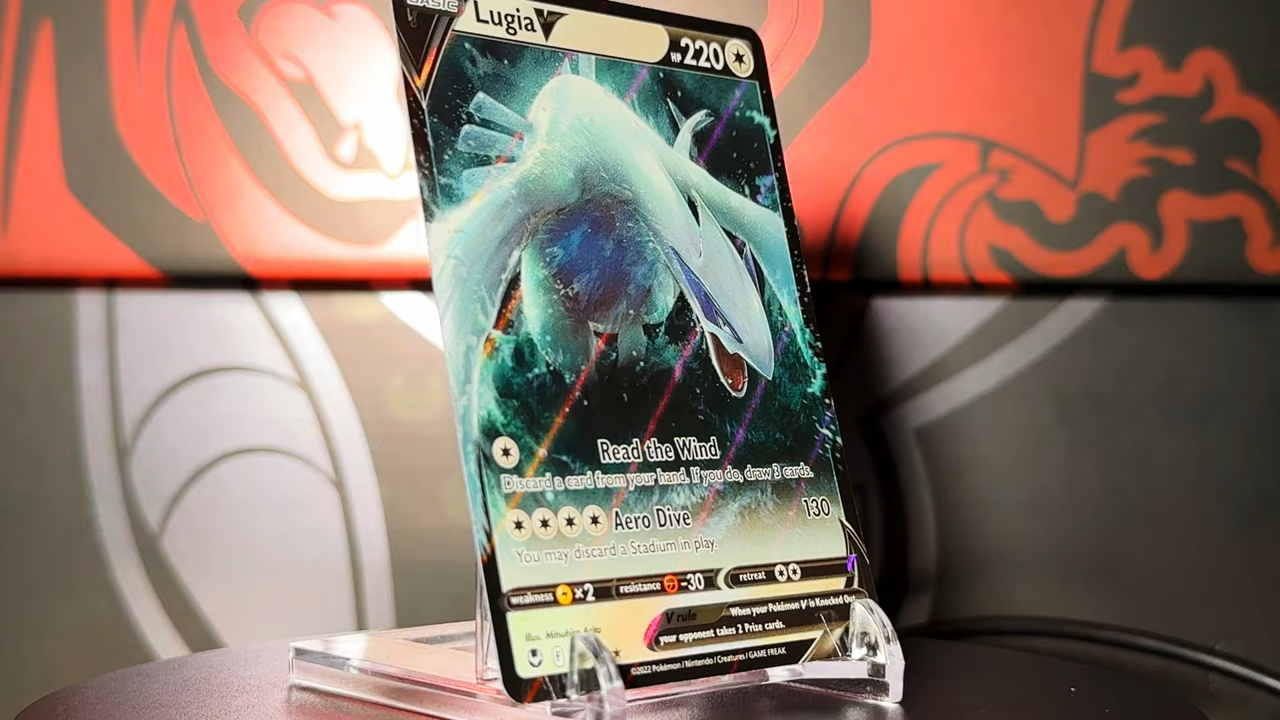 BASIC
Lugia V HP 220
Read the Wind
Discard a card from your hand. If you do, draw 3 cards.
Aero Dive 130
You may discard a Stadium in play.
weakness ×2 resistance -30 retreat
V rule When your Pokémon V is Knocked Out,
your opponent takes 2 Prize cards.
Illus. Mitsuhiro Arita
©2022 Pokémon / Nintendo / Creatures / GAME FREAK